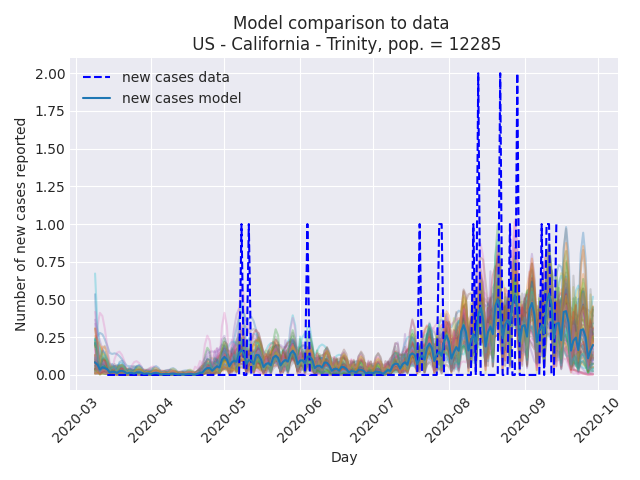 Model comparison to data
US - California - Trinity, pop. = 12285
new cases data
new cases model
Number of new cases reported
2.00
1.75
1.50
1.25
1.00
0.75
0.50
0.25
0.00
2020-03
2020-04
2020-05
2020-06
2020-07
2020-08
2020-09
2020-10
Day